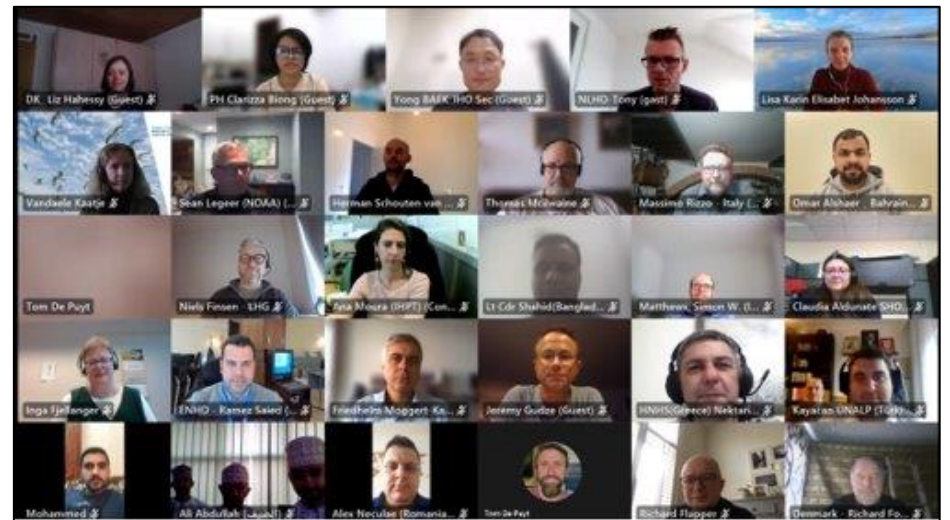 DK_ Liz Hahessy (Guest)
PH Clarizza Biong (Guest)
Yong BAEK IHO Sec (Guest)
NLHO-Tony (gast)
Lisa Karin Elisabet Johansson
Vandaele Kaatje
Sean Legeer (NOAA) (...
Herman Schouten van ...
Thomas Mcilwaine
Massimo Rizzo - Italy (...
Omar Alshaer - Bahrain...
Tom De Puyt
Niels Finsen - LHG
Ana Moura (IHPT) (Con...
Lt Cdr Shahid(Banglad...
Matthews, Simon W. (I...
Claudia Aldunate SHO...
Inga Fjellanger
ENHO - Ramez Saied (...
Friedhelm Ka...
Jeremy Gudze (Guest)
HNHS(Greece) Nektari...
Kayacan UNALP (Türk)...
Mohammed
Ali Abdullah
Alex Neculae (Romania...
Tom De Puyt
Richard Flapper
Denmark - Richard Fo...